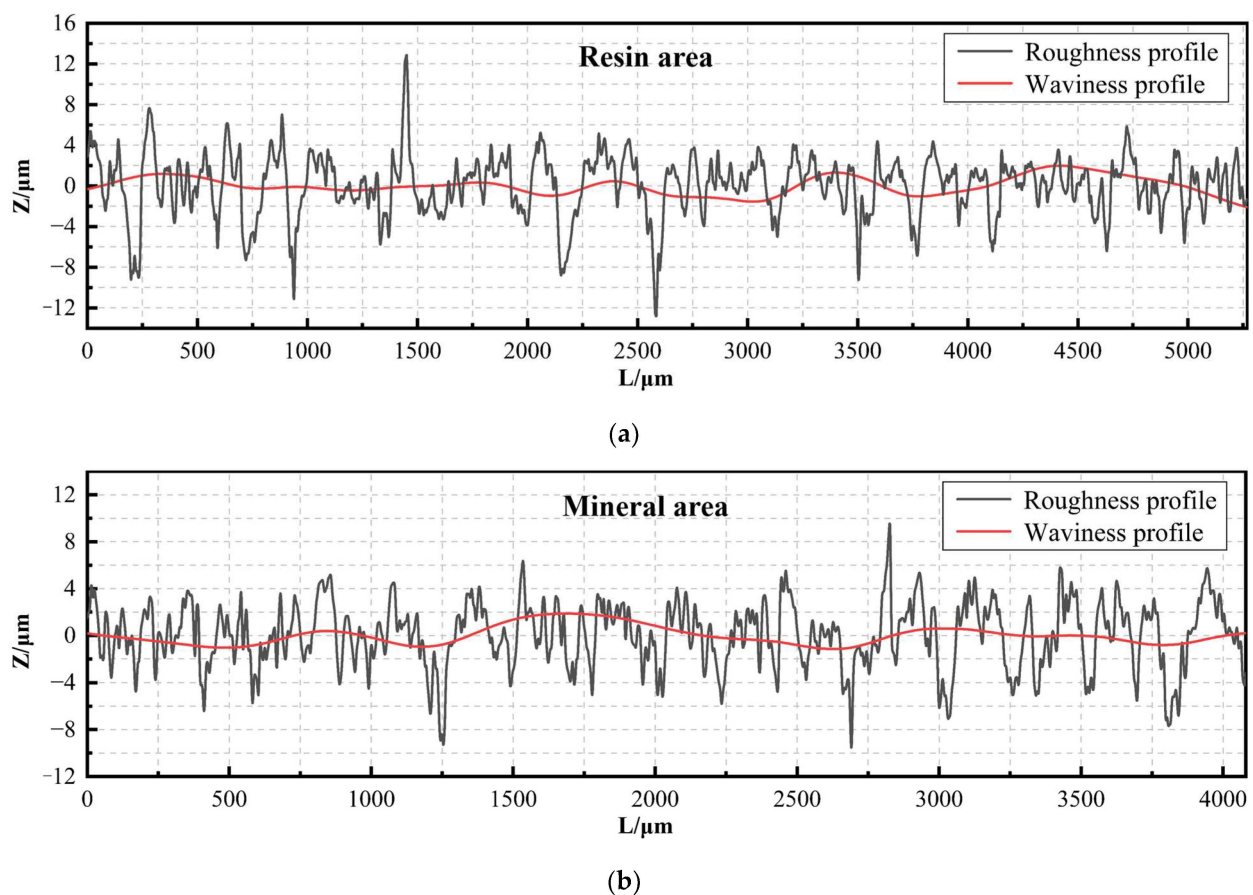 16
12
8
4
0
-4
-8
-12
Z/μm
Resin area
Roughness profile
Waviness profile
0 500 1000 1500 2000 2500 3000 3500 4000 4500 5000
L/μm
(a)
12
8
4
0
-4
-8
-12
Z/μm
Mineral area
Roughness profile
Waviness profile
0 500 1000 1500 2000 2500 3000 3500 4000
L/μm
(b)